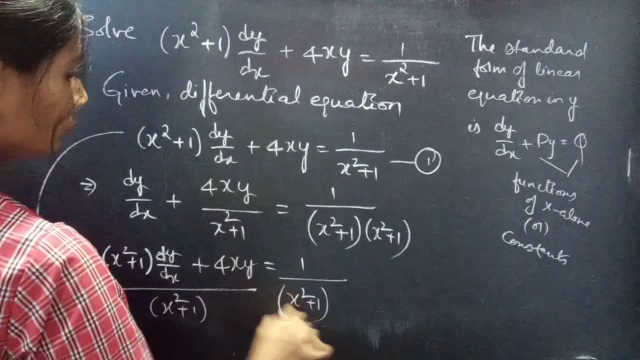 Solve (x²+1) dy/dx + 4xy = 1/(x²+1)
Given, differential equation
(x²+1) dy/dx + 4xy = 1/(x²+1) — ①
⇒ dy/dx + 4xy/(x²+1) = 1/((x²+1)(x²+1))
(x²+1) dy/dx + 4xy = 1
(x²+1) (x²+1)
The standard
form of linear
equation in y
is dy/dx + Py = Q
functions
of x-alone
(or)
Constants